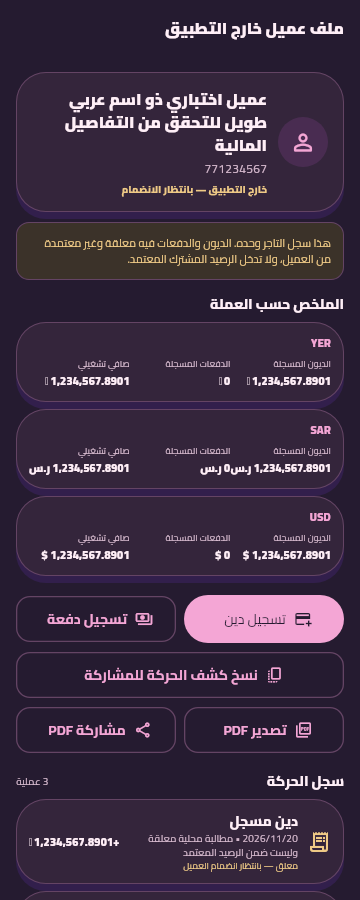 ملف عميل خارج التطبيق
عميل اختباري ذو اسم عربي
طويل للتحقق من التفاصيل
المالية
771234567
خارج التطبيق — بانتظار الانضمام
هذا سجل التاجر وحده. الديون والدفعات فيه معلقة وغير معتمدة
من العميل، ولا تدخل الرصيد المشترك المعتمد.
الملخص حسب العملة
YER
الديون المسجلة الدفعات المسجلة صافي تشغيلي
1,234,567.8901 0 1,234,567.8901
SAR
الديون المسجلة الدفعات المسجلة صافي تشغيلي
1,234,567.8901 ر.س 0 ر.س 1,234,567.8901 ر.س
USD
الديون المسجلة الدفعات المسجلة صافي تشغيلي
1,234,567.8901 $ 0 $ 1,234,567.8901 $
تسجيل دين تسجيل دفعة
نسخ كشف الحركة للمشاركة
تصدير PDF مشاركة PDF
سجل الحركة 3 عملية
دين مسجل
2026/11/20 • مطالبة محلية معلقة
وليست ضمن الرصيد المعتمد
+1,234,567.8901
معلق — بانتظار انضمام العميل